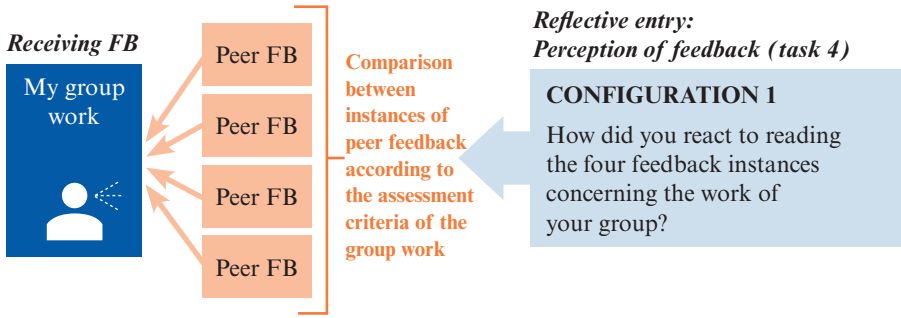 Receiving FB
My group
work
Peer FB
Peer FB
Peer FB
Peer FB
Comparison
between
instances of
peer feedback
according to
the assessment
criteria of the
group work
Reflective entry:
Perception of feedback (task 4)
CONFIGURATION 1
How did you react to reading
the four feedback instances
concerning the work of
your group?